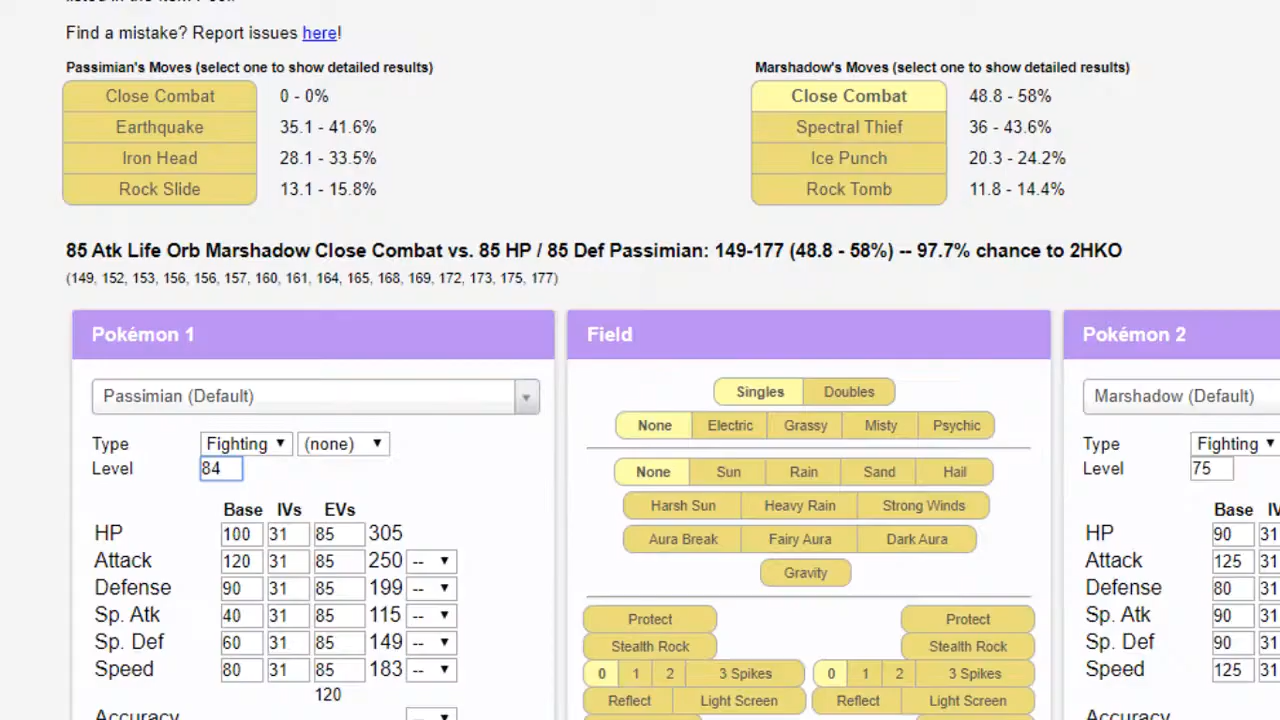 Find a mistake? Report issues here!
Passimian's Moves (select one to show detailed results)
Close Combat 0 - 0%
Earthquake 35.1 - 41.6%
Iron Head 28.1 - 33.5%
Rock Slide 13.1 - 15.8%
Marshadow's Moves (select one to show detailed results)
Close Combat 48.8 - 58%
Spectral Thief 36 - 43.6%
Ice Punch 20.3 - 24.2%
Rock Tomb 11.8 - 14.4%
85 Atk Life Orb Marshadow Close Combat vs. 85 HP / 85 Def Passimian: 149-177 (48.8 - 58%) -- 97.7% chance to 2HKO
(149, 152, 153, 156, 156, 157, 160, 161, 164, 165, 168, 169, 172, 173, 175, 177)
Pokémon 1
Passimian (Default)
Type Fighting (none)
Level 84
Base IVs EVs
HP 100 31 85 305
Attack 120 31 85 250 --
Defense 90 31 85 199 --
Sp. Atk 40 31 85 115 --
Sp. Def 60 31 85 149 --
Speed 80 31 85 183 --
120
Accuracy
Field
Singles Doubles
None Electric Grassy Misty Psychic
None Sun Rain Sand Hail
Harsh Sun Heavy Rain Strong Winds
Aura Break Fairy Aura Dark Aura
Gravity
Protect Protect
Stealth Rock Stealth Rock
0 1 2 3 Spikes 0 1 2 3 Spikes
Reflect Light Screen Reflect Light Screen
Pokémon 2
Marshadow (Default)
Type Fighting
Level 75
Base
HP 90 31
Attack 125 31
Defense 80 31
Sp. Atk 90 31
Sp. Def 90 31
Speed 125 31